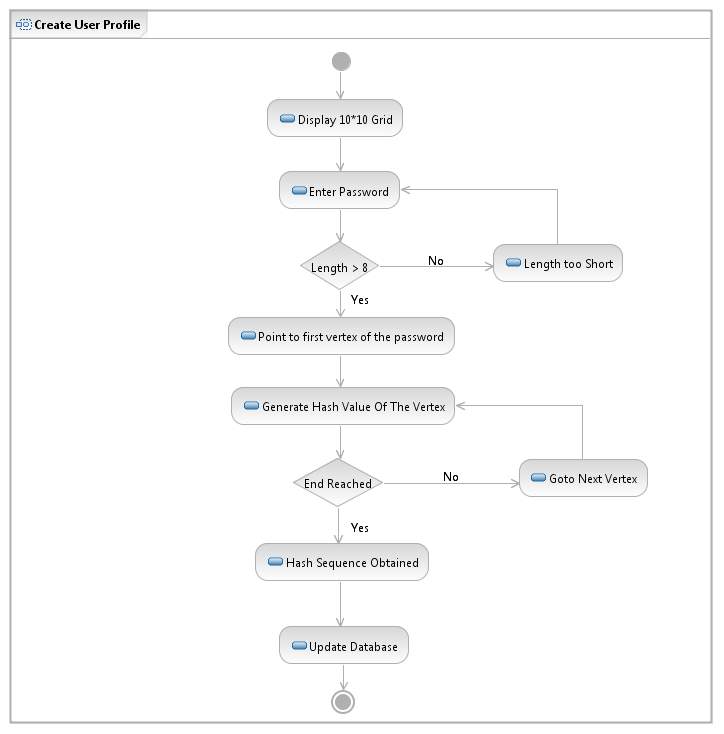 Create User Profile
Display 10*10 Grid
Enter Password
Length > 8
No
Length too Short
Yes
Point to first vertex of the password
Generate Hash Value Of The Vertex
End Reached
No
Goto Next Vertex
Yes
Hash Sequence Obtained
Update Database